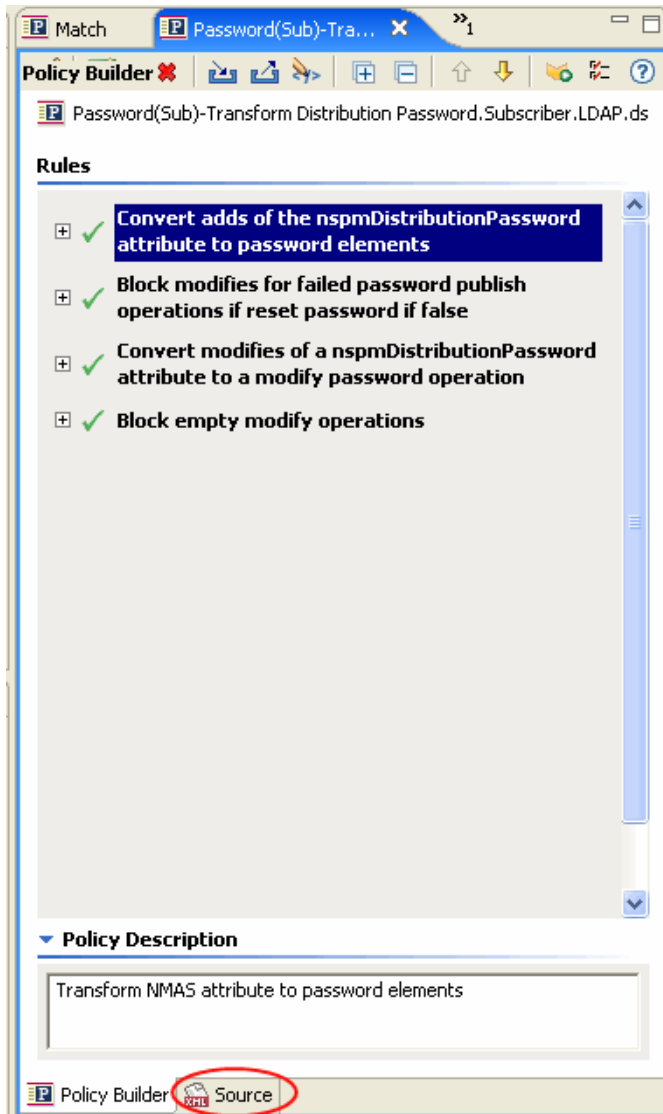 Match
Password(Sub)-Tra...
»1
Policy Builder
Password(Sub)-Transform Distribution Password.Subscriber.LDAP.ds
Rules
Convert adds of the nspmDistributionPassword
attribute to password elements
Block modifies for failed password publish
operations if reset password if false
Convert modifies of a nspmDistributionPassword
attribute to a modify password operation
Block empty modify operations
Policy Description
Transform NMAS attribute to password elements
Policy Builder
XML Source